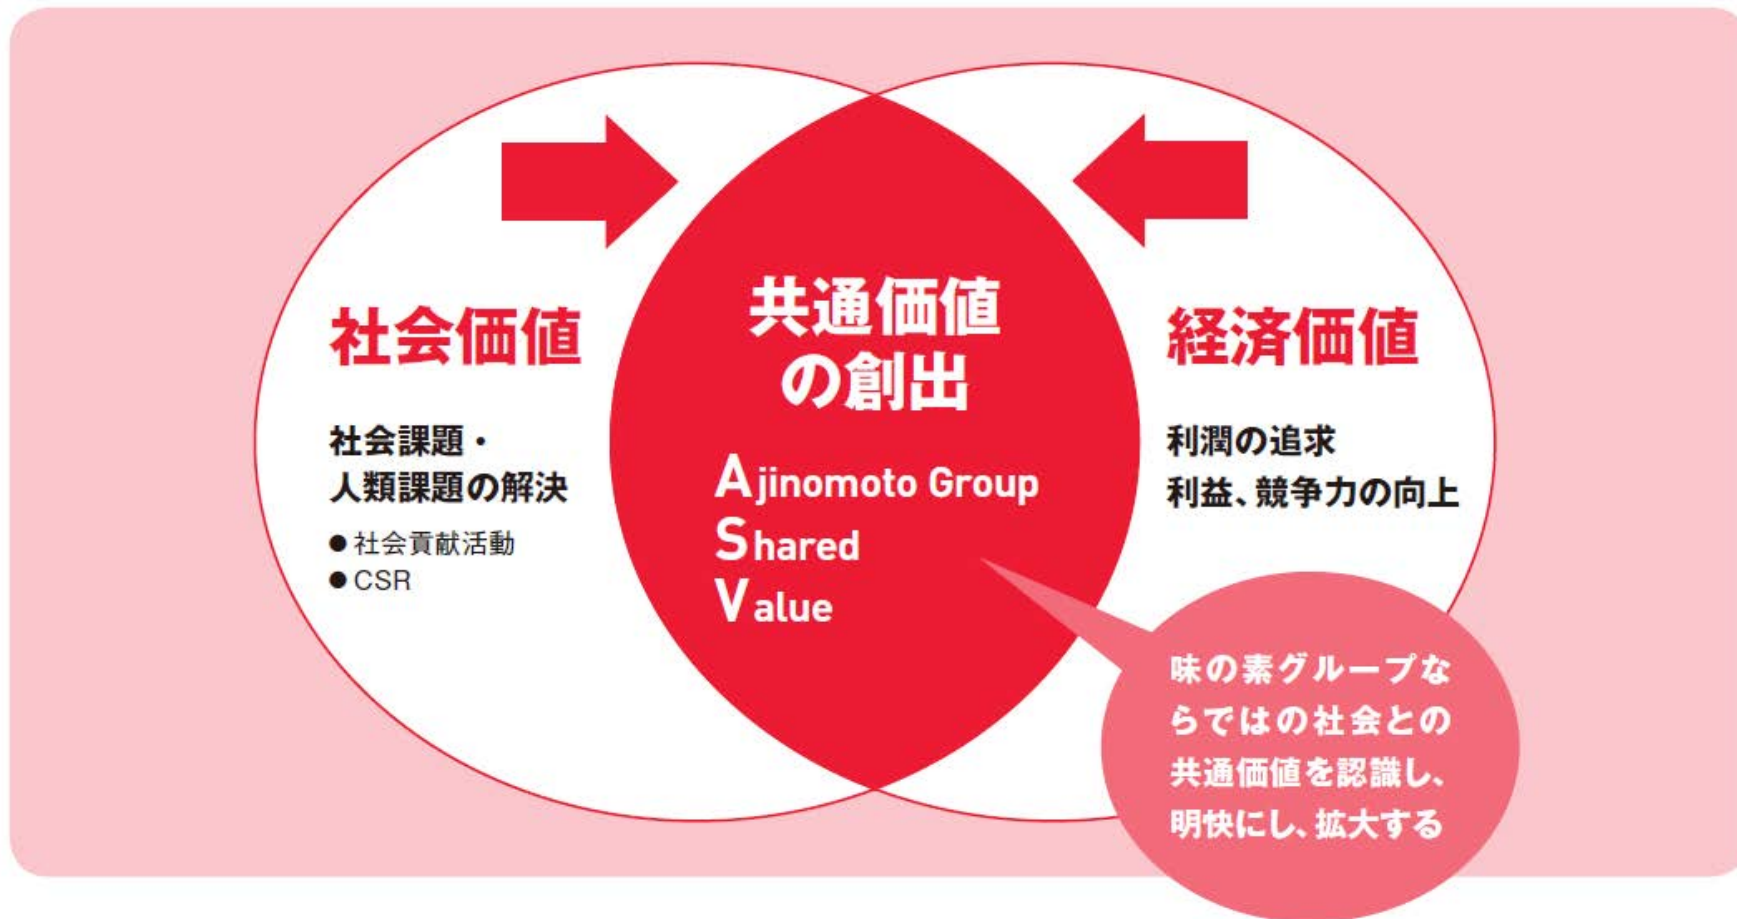 社会価値
社会課題・
人類課題の解決
● 社会貢献活動
● CSR
共通価値
の創出
Ajinomoto Group
Shared
Value
経済価値
利潤の追求
利益、競争力の向上
味の素グループな
らではの社会との
共通価値を認識し、
明快にし、拡大する